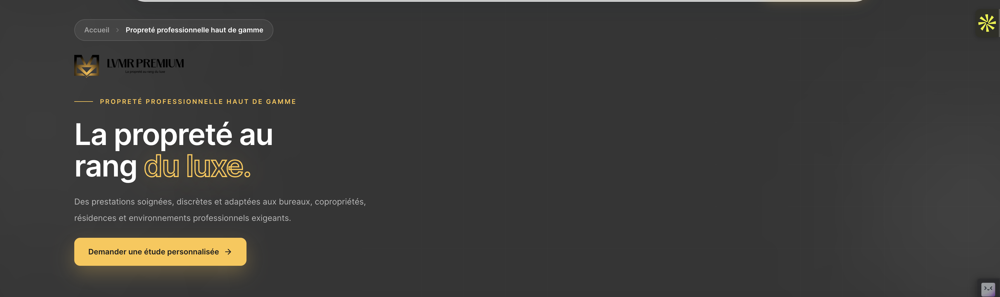 Accueil > Propreté professionnelle haut de gamme
LVMR PREMIUM
La propreté au rang du luxe
PROPRETÉ PROFESSIONNELLE HAUT DE GAMME
La propreté au
rang du luxe.
Des prestations soignées, discrètes et adaptées aux bureaux, copropriétés,
résidences et environnements professionnels exigeants.
Demander une étude personnalisée →